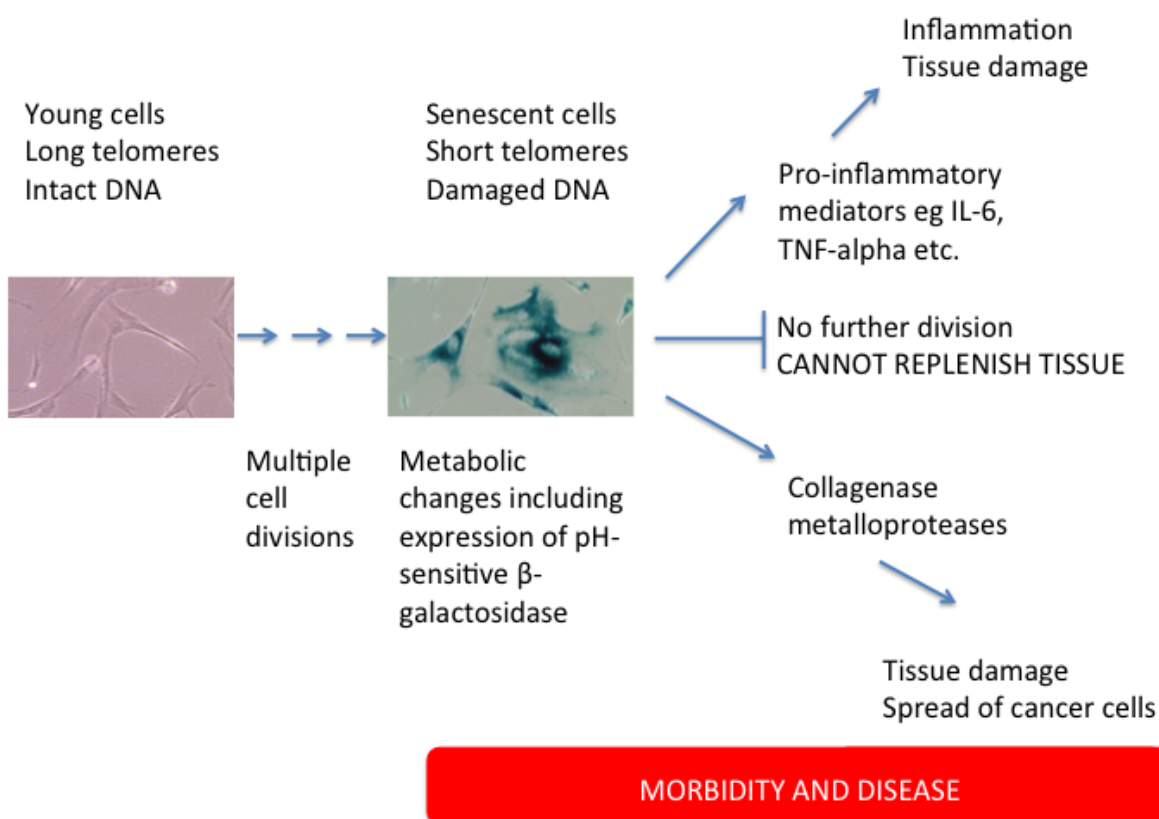 Inflammation
Tissue damage
Young cells
Long telomeres
Intact DNA
Senescent cells
Short telomeres
Damaged DNA
Pro-inflammatory
mediators eg IL-6,
TNF-alpha etc.
No further division
CANNOT REPLENISH TISSUE
Multiple
cell
divisions
Metabolic
changes including
expression of pH-
sensitive β-
galactosidase
Collagenase
metalloproteases
Tissue damage
Spread of cancer cells
MORBIDITY AND DISEASE